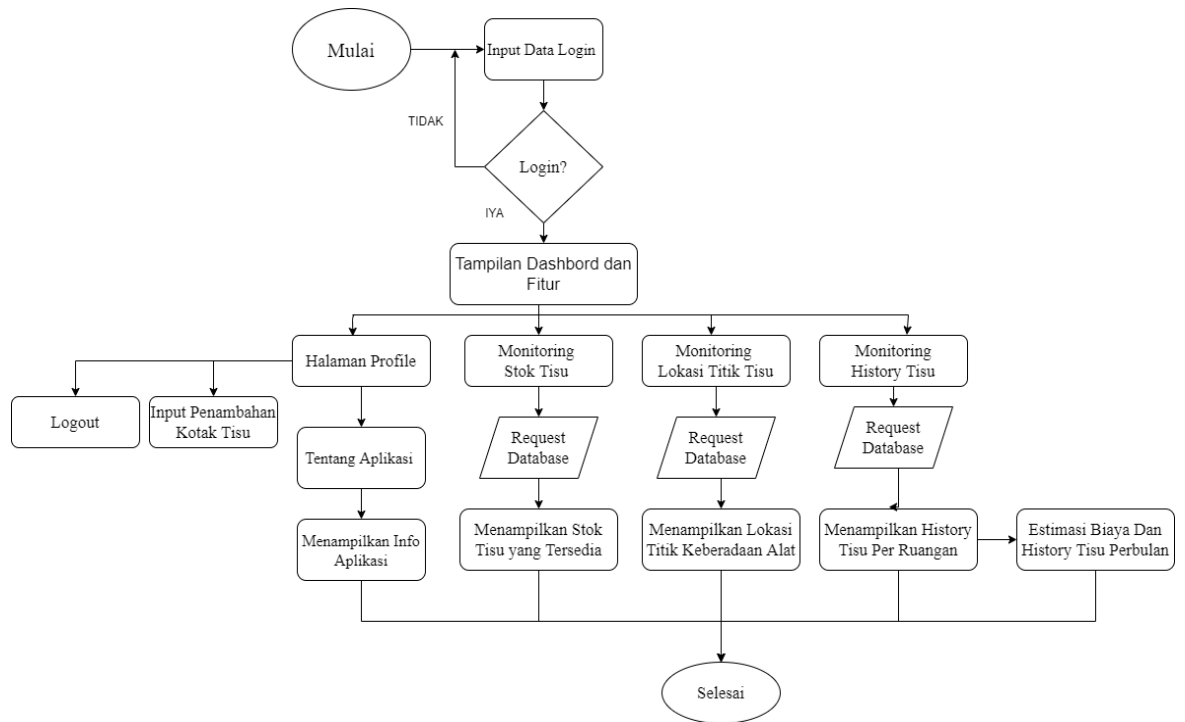 Mulai
Input Data Login
TIDAK
Login?
IYA
Tampilan Dashbord dan
Fitur
Halaman Profile
Monitoring
Stok Tisu
Monitoring
Lokasi Titik Tisu
Monitoring
History Tisu
Logout
Input Penambahan
Kotak Tisu
Request
Database
Request
Database
Request
Database
Tentang Aplikasi
Menampilkan Info
Aplikasi
Menampilkan Stok
Tisu yang Tersedia
Menampilkan Lokasi
Titik Keberadaan Alat
Menampilkan History
Tisu Per Ruangan
Estimasi Biaya Dan
History Tisu Perbulan
Selesai